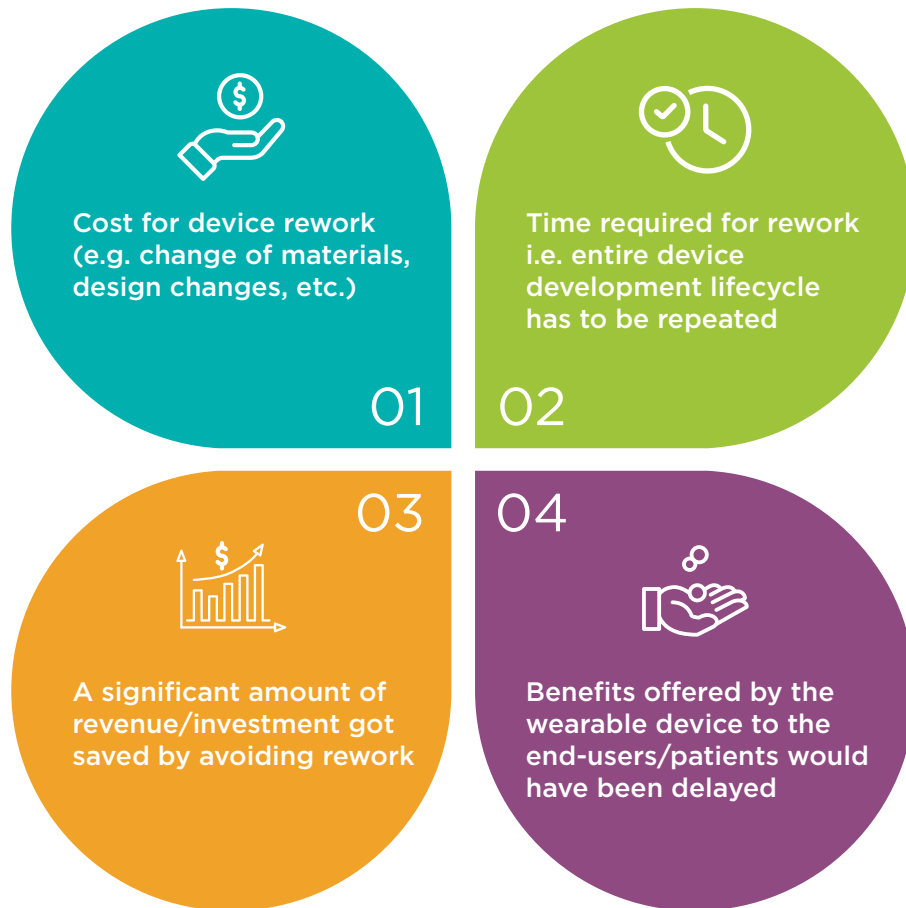 $
Cost for device rework
(e.g. change of materials,
design changes, etc.)
01
Time required for rework
i.e. entire device
development lifecycle
has to be repeated
02
03
$
A significant amount of
revenue/investment got
saved by avoiding rework
04
Benefits offered by the
wearable device to the
end-users/patients would
have been delayed